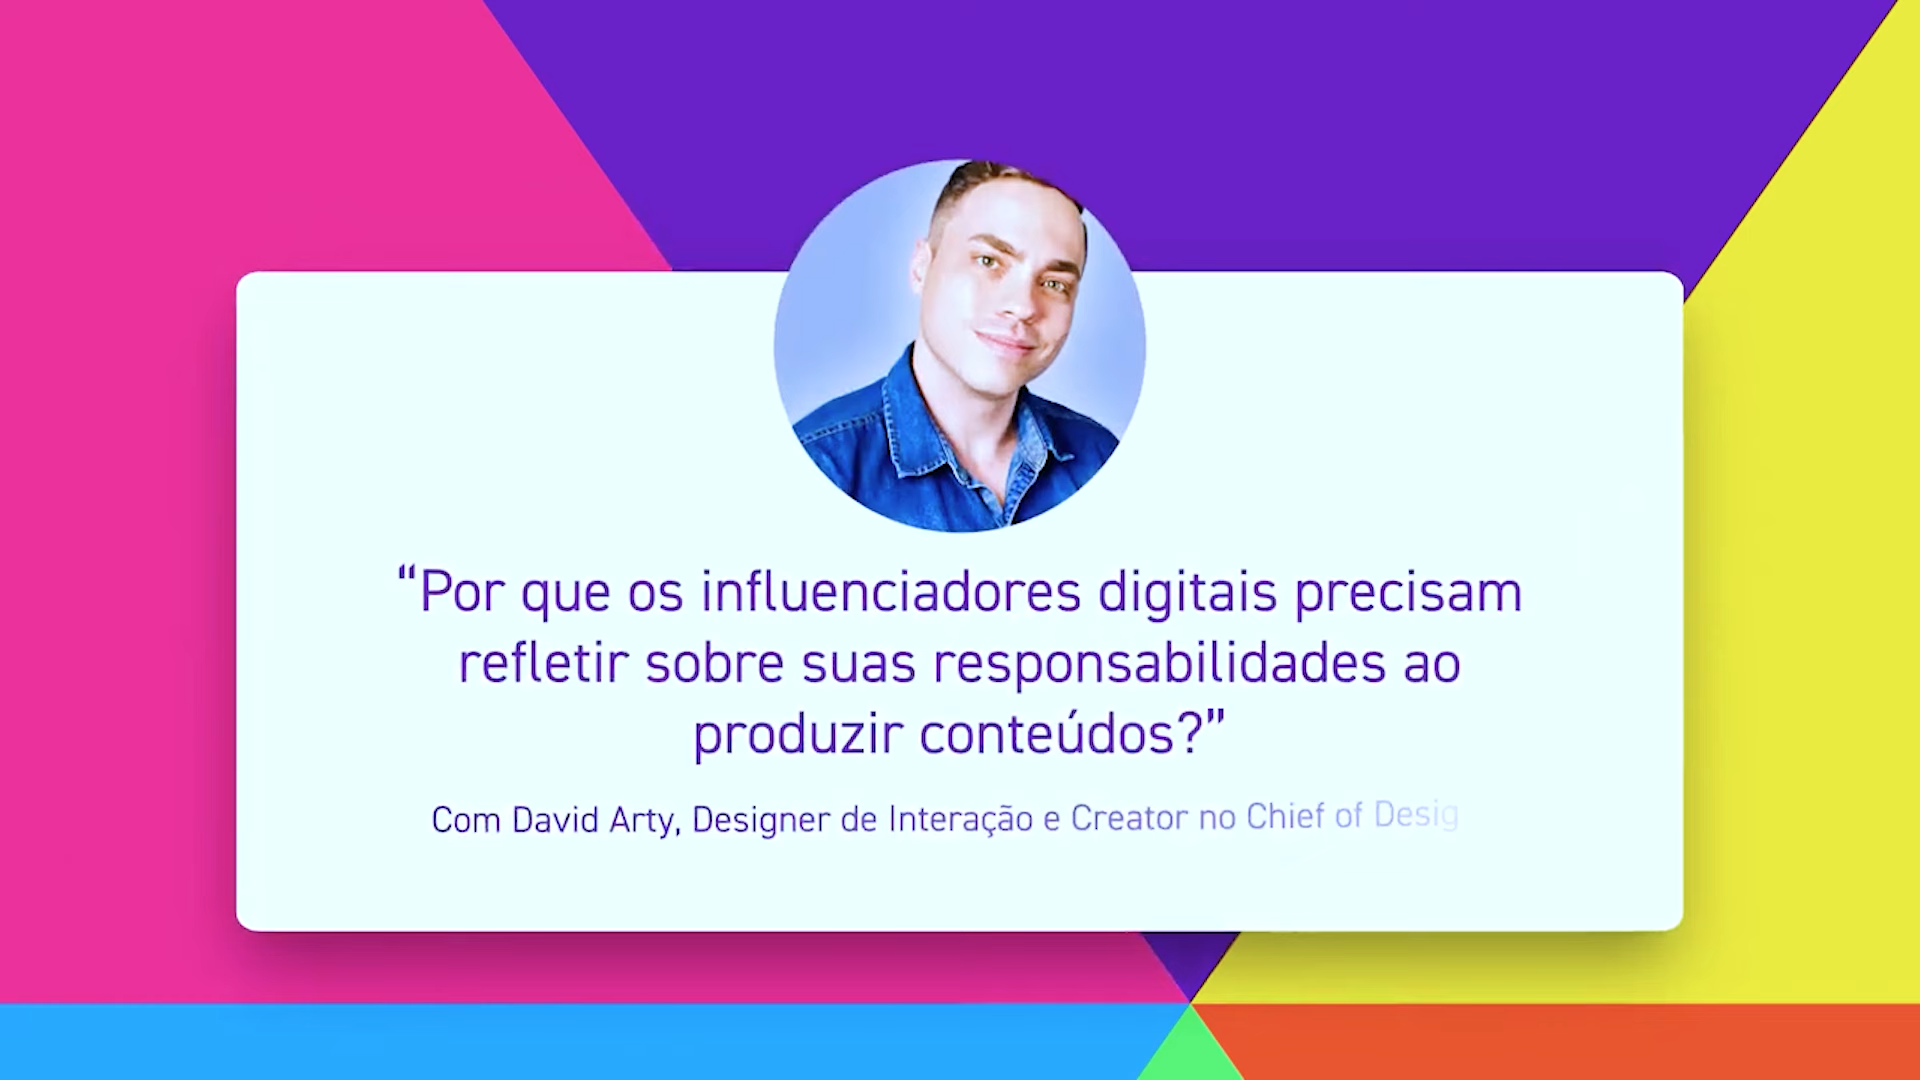 “Por que os influenciadores digitais precisam
refletir sobre suas responsabilidades ao
produzir conteúdos?”
Com David Arty, Designer de Interação e Creator no Chief of Desig